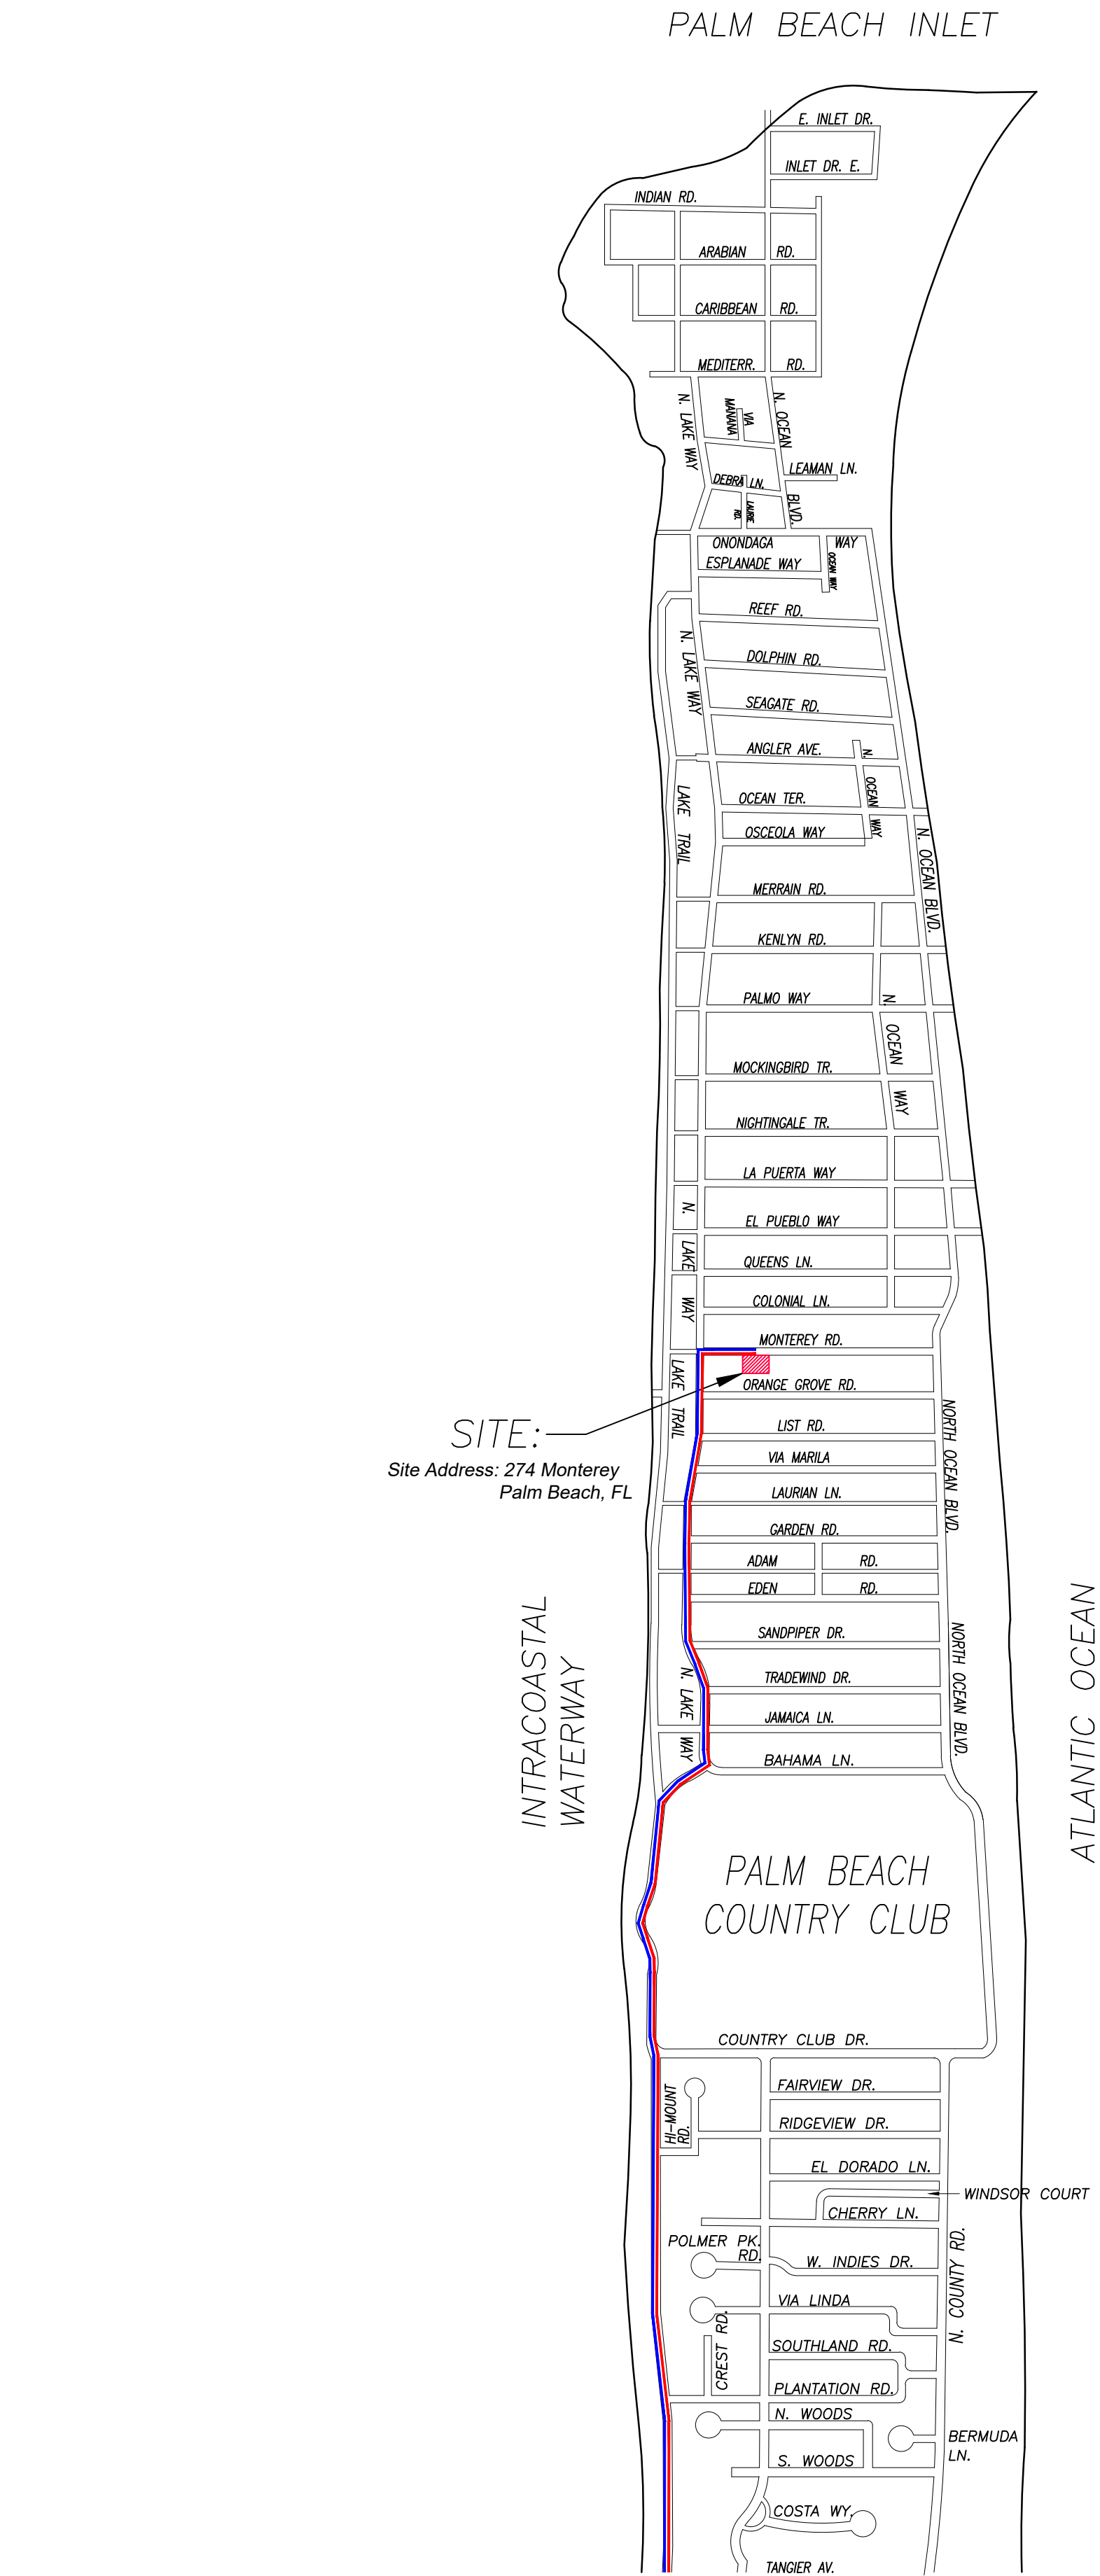 PALM BEACH INLET
E. INLET DR.
INLET DR. E.
INDIAN RD.
ARABIAN RD.
CARIBBEAN RD.
MEDITERR. RD.
N. LAKE WAY
VIA
MANANA
N. OCEAN BLVD.
LEAMAN LN.
DEBRA LN.
LAURIE
RD.
ONONDAGA WAY
ESPLANADE WAY
OCEAN WAY
REEF RD.
N. LAKE WAY
DOLPHIN RD.
SEAGATE RD.
ANGLER AVE.
N. OCEAN WAY
OCEAN TER.
LAKE TRAIL
OSCEOLA WAY
N. OCEAN BLVD.
MERRAIN RD.
KENLYN RD.
PALMO WAY
N. OCEAN WAY
MOCKINGBIRD TR.
NIGHTINGALE TR.
LA PUERTA WAY
N. LAKE WAY
EL PUEBLO WAY
QUEENS LN.
COLONIAL LN.
MONTEREY RD.
LAKE TRAIL
ORANGE GROVE RD.
NORTH OCEAN BLVD.
LIST RD.
SITE:
Site Address: 274 Monterey
Palm Beach, FL
VIA MARILA
LAURIAN LN.
GARDEN RD.
ADAM RD.
EDEN RD.
INTRACOASTAL
WATERWAY
ATLANTIC OCEAN
SANDPIPER DR.
NORTH OCEAN BLVD.
N. LAKE WAY
TRADEWIND DR.
JAMAICA LN.
BAHAMA LN.
PALM BEACH
COUNTRY CLUB
COUNTRY CLUB DR.
HI-MOUNT
RD.
FAIRVIEW DR.
RIDGEVIEW DR.
EL DORADO LN.
WINDSOR COURT
CHERRY LN.
POLMER PK.
RD.
W. INDIES DR.
N. COUNTY RD.
VIA LINDA
CREST RD.
SOUTHLAND RD.
PLANTATION RD.
N. WOODS
BERMUDA
LN.
S. WOODS
COSTA WY.
TANGIER AV.